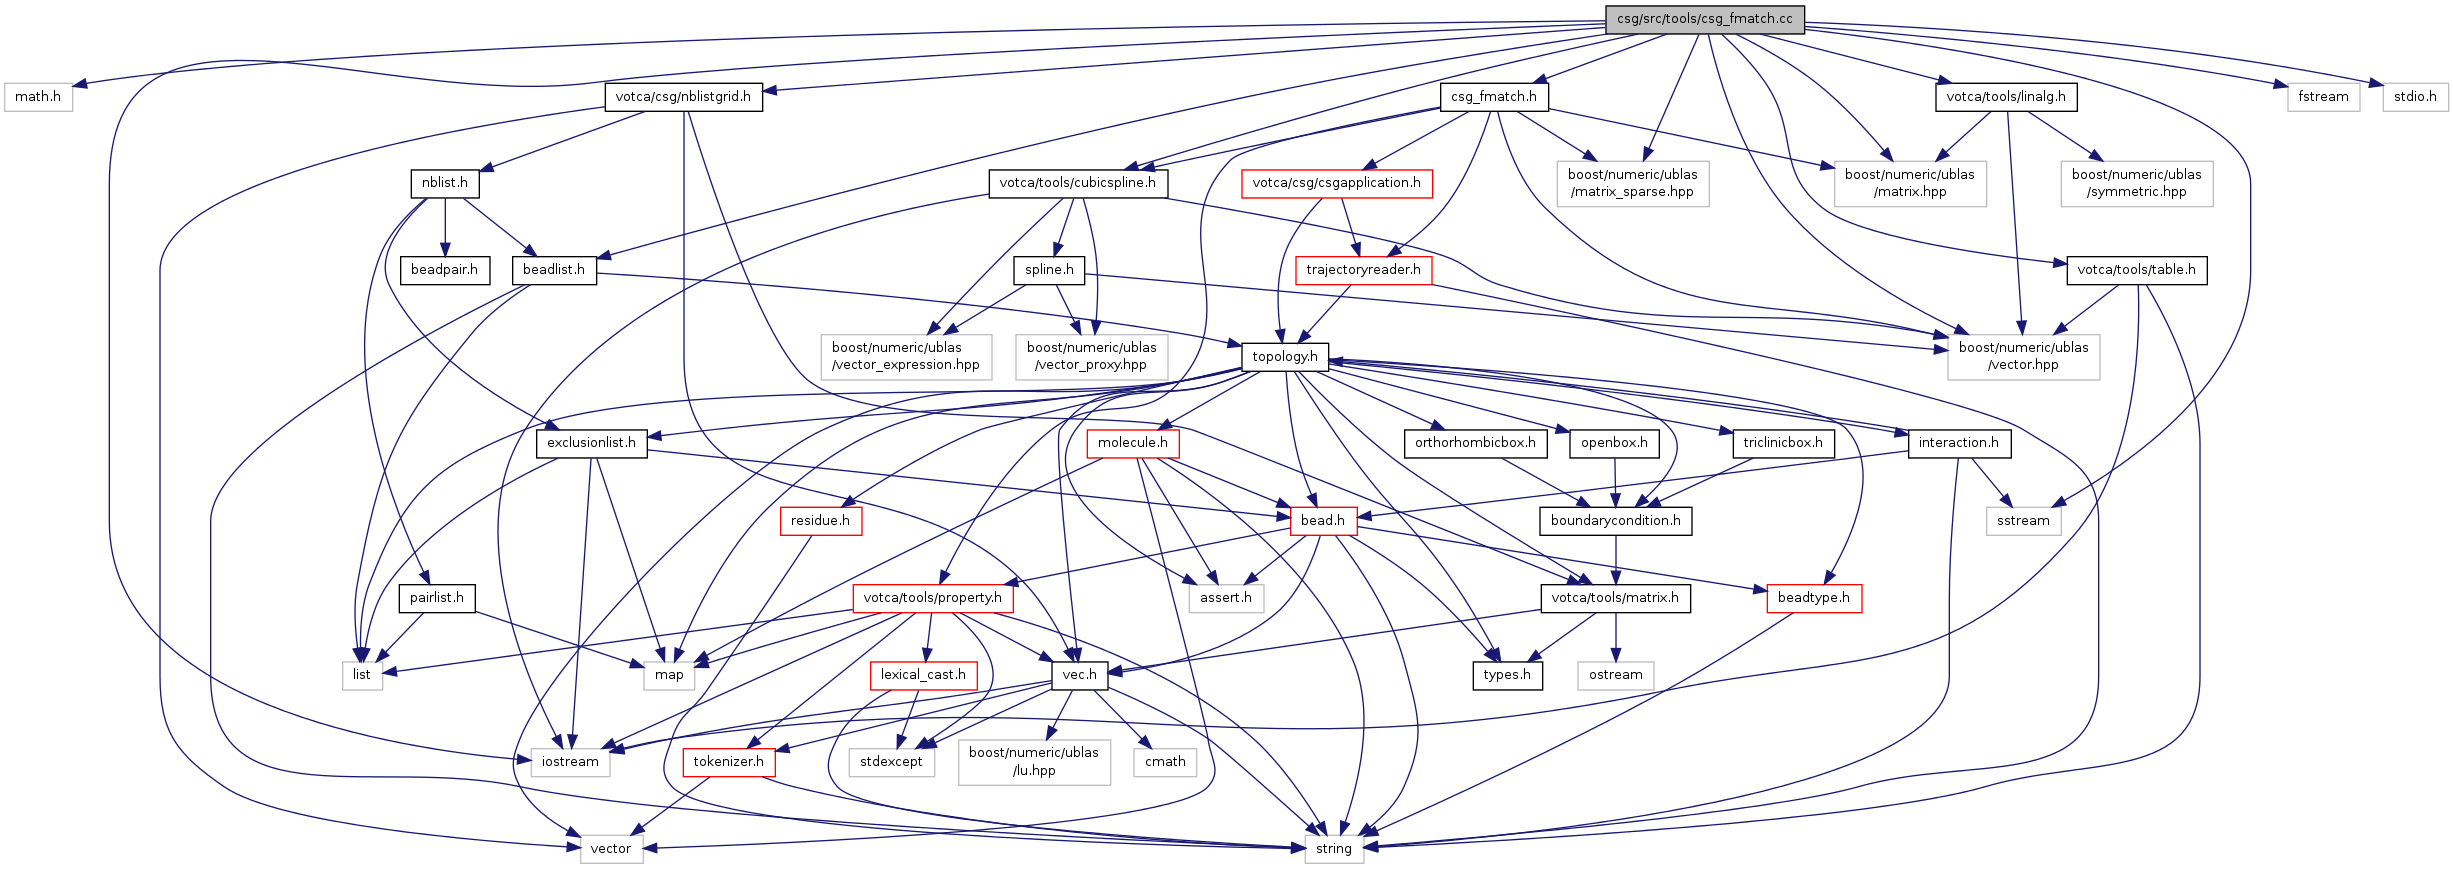 csg/src/tools/csg_fmatch.cc
math.h
votca/csg/nblistgrid.h
csg_fmatch.h
votca/tools/linalg.h
fstream
stdio.h
nblist.h
votca/tools/cubicspline.h
votca/csg/csgapplication.h
boost/numeric/ublas
/matrix_sparse.hpp
boost/numeric/ublas
/matrix.hpp
boost/numeric/ublas
/symmetric.hpp
beadpair.h
beadlist.h
spline.h
trajectoryreader.h
votca/tools/table.h
boost/numeric/ublas
/vector_expression.hpp
boost/numeric/ublas
/vector_proxy.hpp
topology.h
boost/numeric/ublas
/vector.hpp
exclusionlist.h
molecule.h
orthorhombicbox.h
openbox.h
triclinicbox.h
interaction.h
residue.h
bead.h
boundarycondition.h
sstream
pairlist.h
votca/tools/property.h
assert.h
votca/tools/matrix.h
beadtype.h
list
map
lexical_cast.h
vec.h
types.h
ostream
iostream
tokenizer.h
stdexcept
boost/numeric/ublas
/lu.hpp
cmath
vector
string